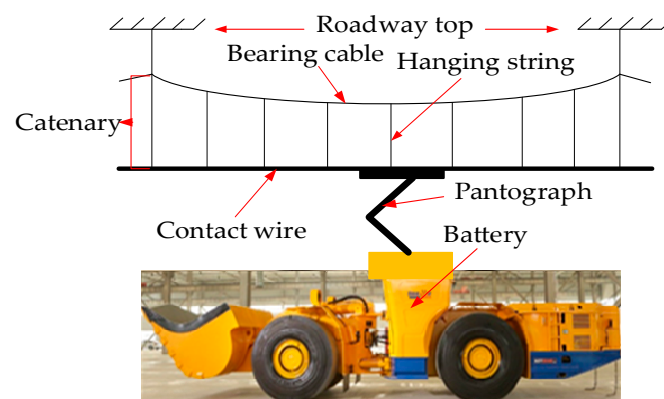 Roadway top
Bearing cable
Hanging string
Catenary
Pantograph
Contact wire
Battery